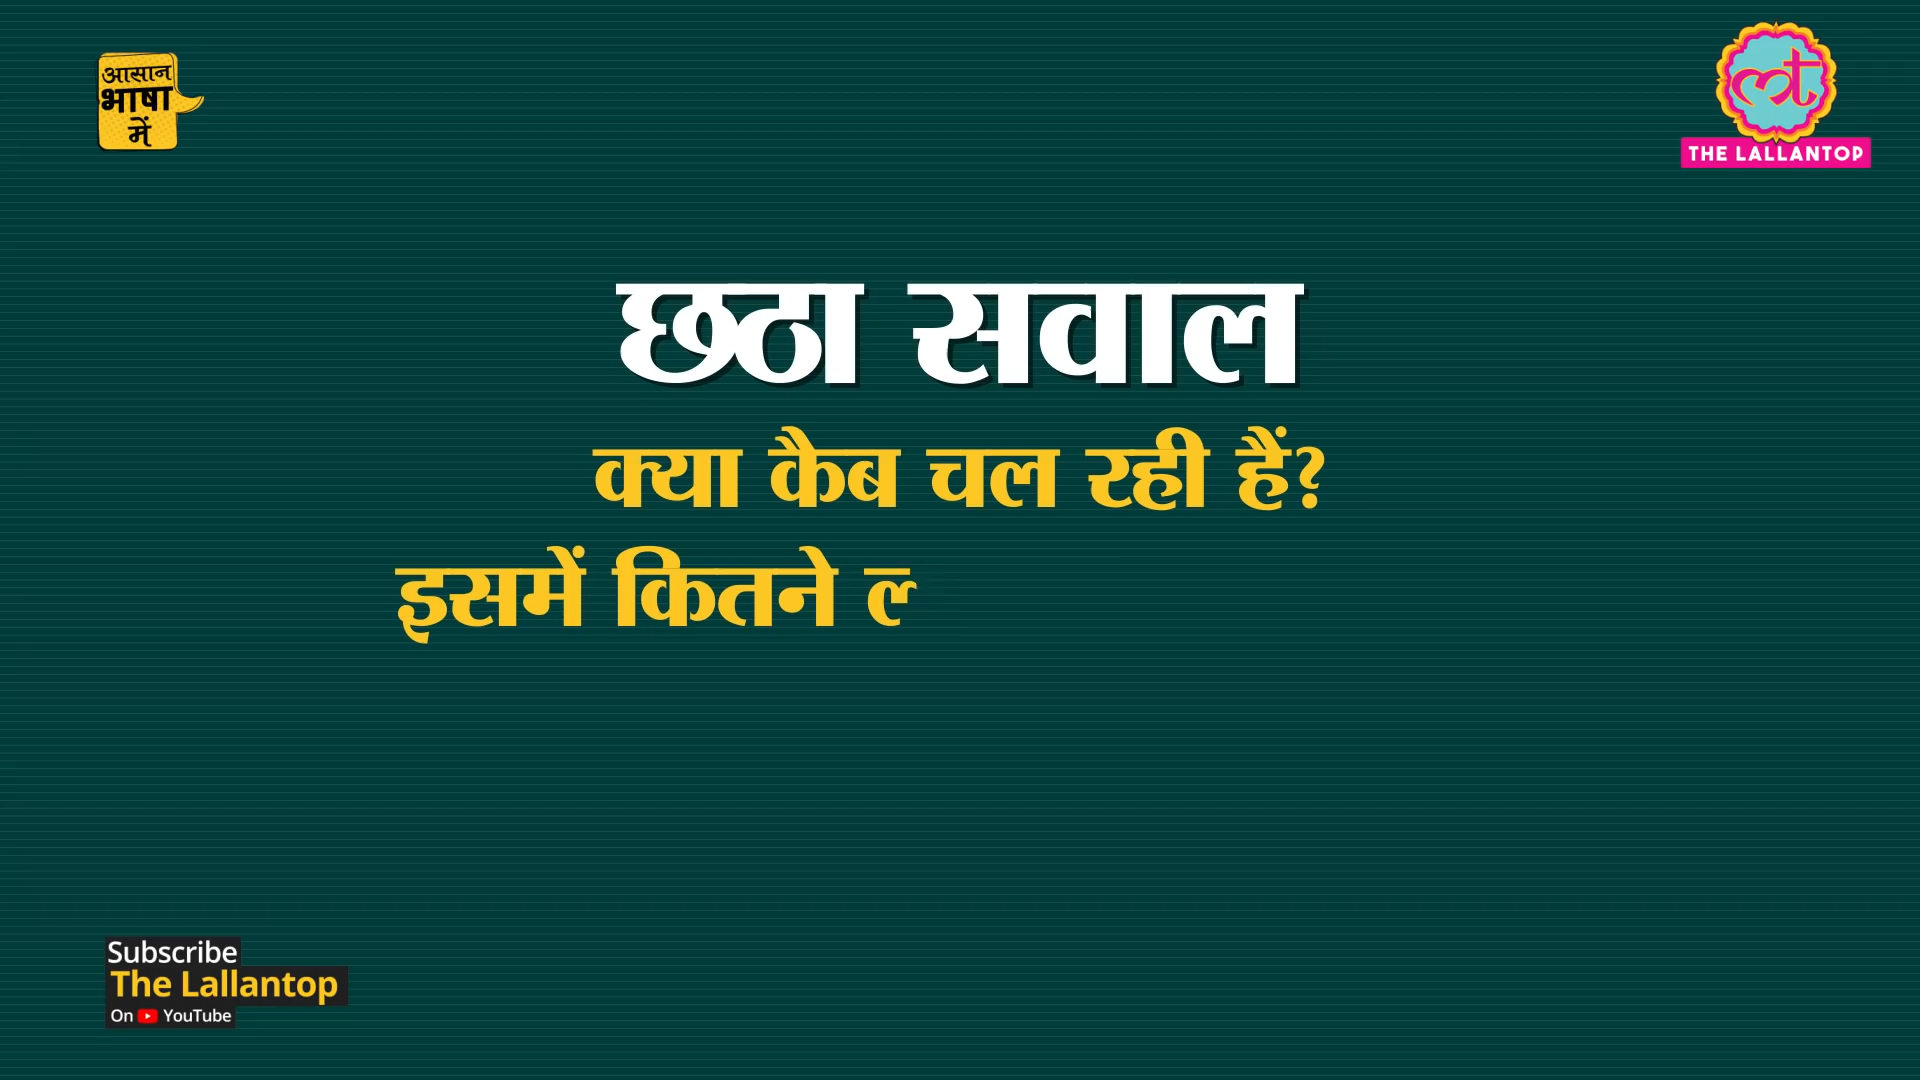 आसान
भाषा
में
THE LALLANTOP
छठा सवाल
क्या कैब चल रही हैं?
इसमें कितने
Subscribe
The Lallantop
On YouTube